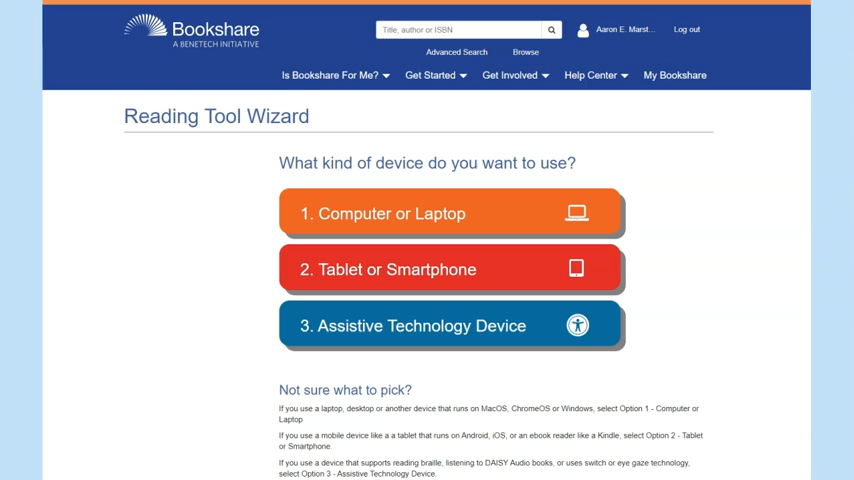 Bookshare
A BENETECH INITIATIVE
Title, author or ISBN
Aaron E. Marst...
Log out
Advanced Search
Browse
Is Bookshare For Me?
Get Started
Get Involved
Help Center
My Bookshare
Reading Tool Wizard
What kind of device do you want to use?
1. Computer or Laptop
2. Tablet or Smartphone
3. Assistive Technology Device
Not sure what to pick?
If you use a laptop, desktop or another device that runs on MacOS, ChromeOS or Windows, select Option 1 - Computer or
Laptop
If you use a mobile device like a a tablet that runs on Android, iOS, or an ebook reader like a Kindle, select Option 2 - Tablet
or Smartphone.
If you use a device that supports reading braille, listening to DAISY Audio books, or uses switch or eye gaze technology,
select Option 3 - Assistive Technology Device.